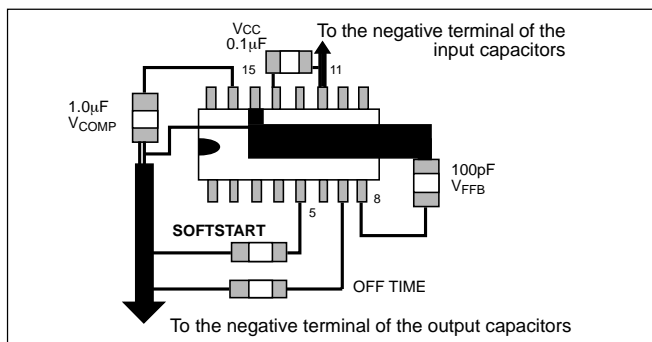 VCC
0.1μF
To the negative terminal of the
input capacitors
15
11
1.0μF
VCOMP
100pF
VFFB
5
8
SOFTSTART
OFF TIME
To the negative terminal of the output capacitors